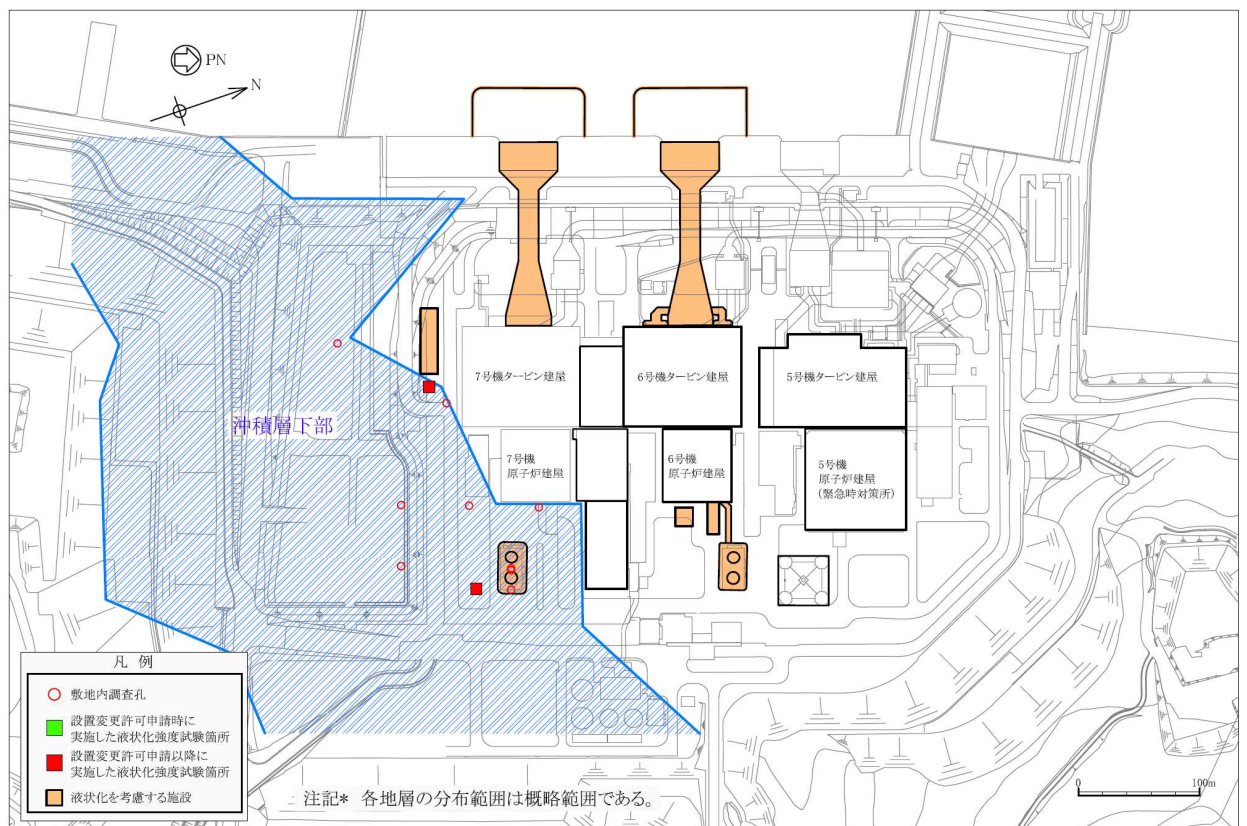 PN
N
7号機タービン建屋
6号機タービン建屋
5号機タービン建屋
沖積層下部
7号機
原子炉建屋
6号機
原子炉建屋
5号機
原子炉建屋
(緊急時対策所)
凡 例
敷地内調査孔
設置変更許可申請時に
実施した液状化強度試験箇所
設置変更許可申請以降に
実施した液状化強度試験箇所
液状化を考慮する施設
注記* 各地層の分布範囲は概略範囲である。
0 100m